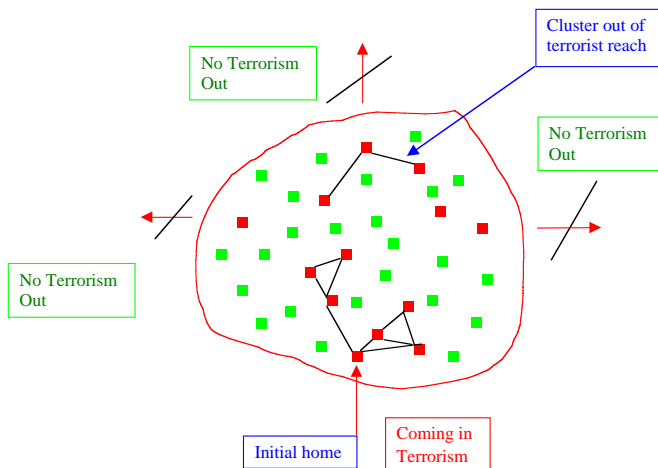 Cluster out of
terrorist reach
No Terrorism
Out
No Terrorism
Out
No Terrorism
Out
Initial home
Coming in
Terrorism